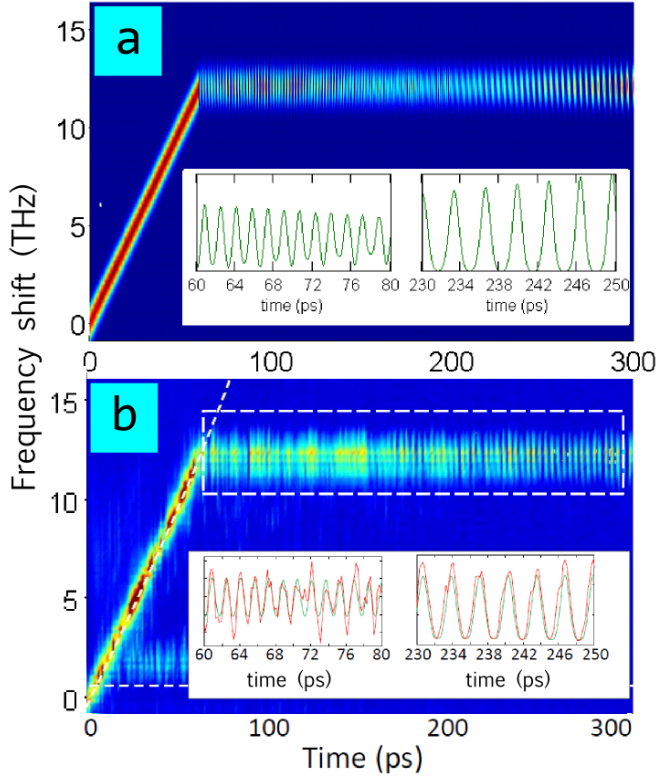 a
15
10
5
0
60 64 68 72 76 80
time (ps)
230 234 238 242 246 250
time (ps)
0 100 200 300
Frequency shift (THz)
b
15
10
5
0
60 64 68 72 76 80
time (ps)
230 234 238 242 246 250
time (ps)
0 100 200 300
Time (ps)